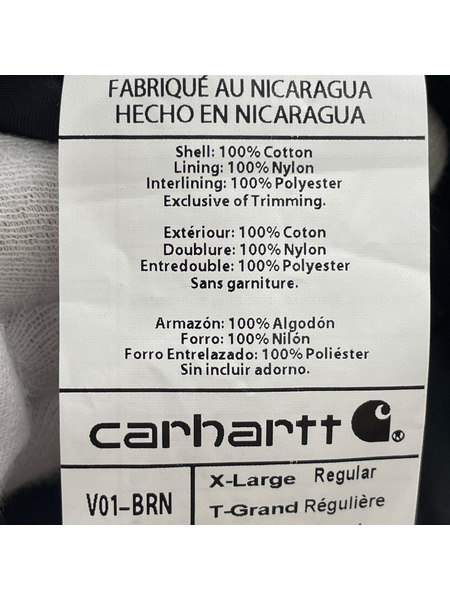 FABRIQUÉ AU NICARAGUA
HECHO EN NICARAGUA
Shell: 100% Cotton
Lining: 100% Nylon
Interlining: 100% Polyester
Exclusive of Trimming.
Extérieur: 100% Coton
Doublure: 100% Nylon
Entredouble: 100% Polyester
Sans garniture.
Armazón: 100% Algodón
Forro: 100% Nilón
Forro Entrelazado: 100% Poliéster
Sin incluir adorno.
carhartt ®
V01-BRN
X-Large Regular
T-Grand Régulière